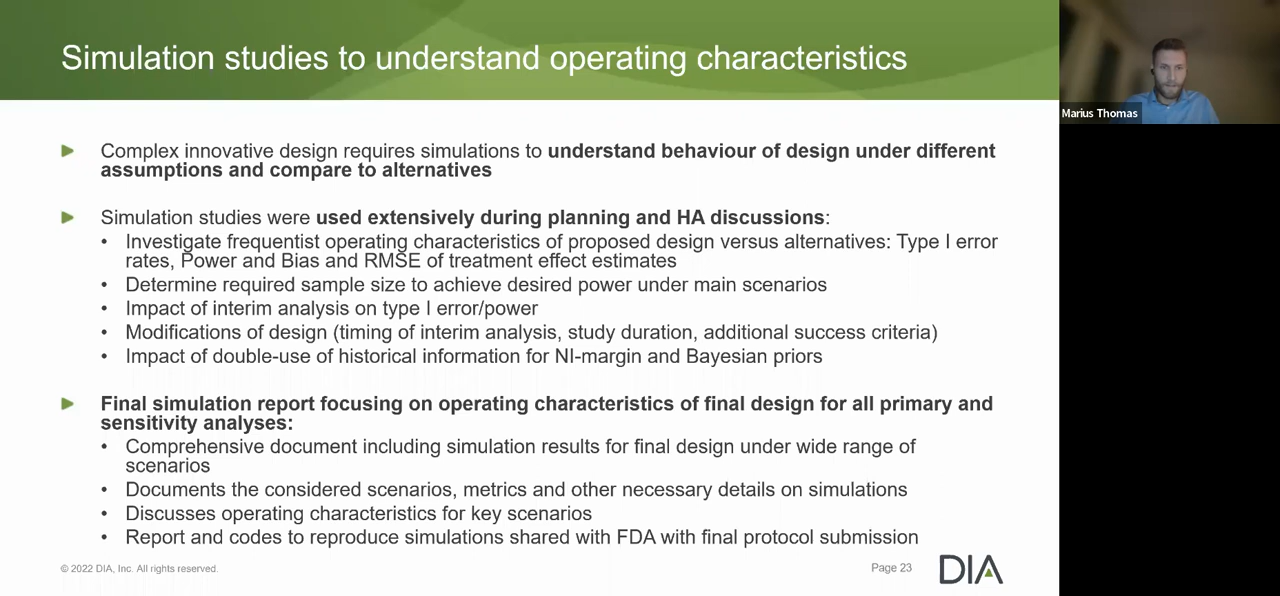 Simulation studies to understand operating characteristics
Marius Thomas
Complex innovative design requires simulations to understand behaviour of design under different
assumptions and compare to alternatives
Simulation studies were used extensively during planning and HA discussions:
• Investigate frequentist operating characteristics of proposed design versus alternatives: Type I error
rates, Power and Bias and RMSE of treatment effect estimates
• Determine required sample size to achieve desired power under main scenarios
• Impact of interim analysis on type I error/power
• Modifications of design (timing of interim analysis, study duration, additional success criteria)
• Impact of double-use of historical information for NI-margin and Bayesian priors
Final simulation report focusing on operating characteristics of final design for all primary and
sensitivity analyses:
• Comprehensive document including simulation results for final design under wide range of
scenarios
• Documents the considered scenarios, metrics and other necessary details on simulations
• Discusses operating characteristics for key scenarios
• Report and codes to reproduce simulations shared with FDA with final protocol submission
© 2022 DIA, Inc. All rights reserved.
Page 23
DIA